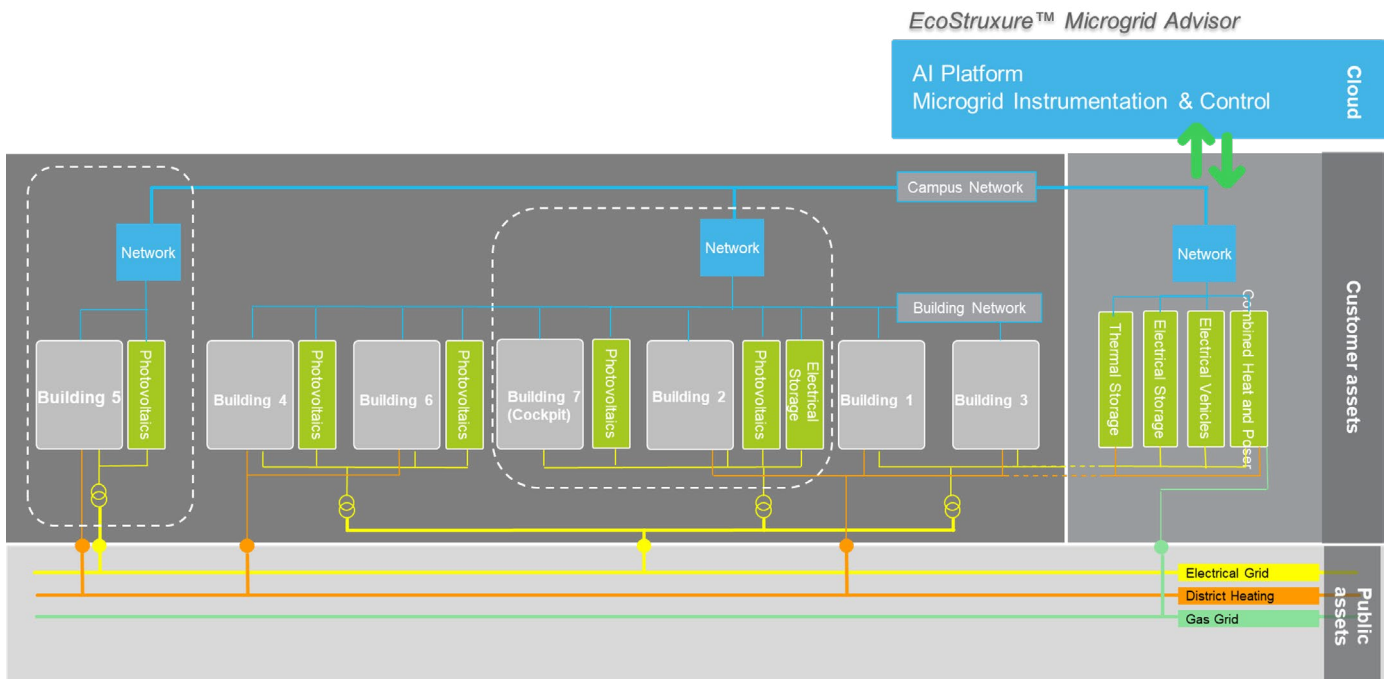 EcoStruxure™ Microgrid Advisor
AI Platform
Microgrid Instrumentation & Control
Cloud
Campus Network
Network
Network
Network
Building Network
Customer assets
Building 5
Photovoltaics
Building 4
Photovoltaics
Building 6
Photovoltaics
Building 7
(Cockpit)
Photovoltaics
Building 2
Photovoltaics
Electrical
Storage
Building 1
Building 3
Thermal Storage
Electrical Storage
Electrical Vehicles
Combined Heat and Poser
Electrical Grid
District Heating
Gas Grid
Public
assets